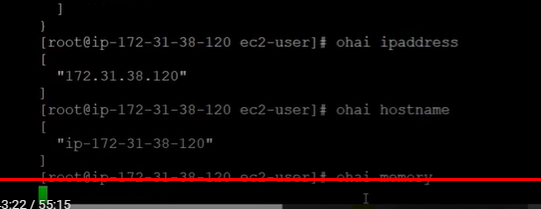 ]
}
[root@ip-172-31-38-120 ec2-user]# ohai ipaddress
[
"172.31.38.120"
]
[root@ip-172-31-38-120 ec2-user]# ohai hostname
[
"ip-172-31-38-120"
]
[root@ip-172-31-38-120 ec2-user]# ohai memory
3:22 / 55:15